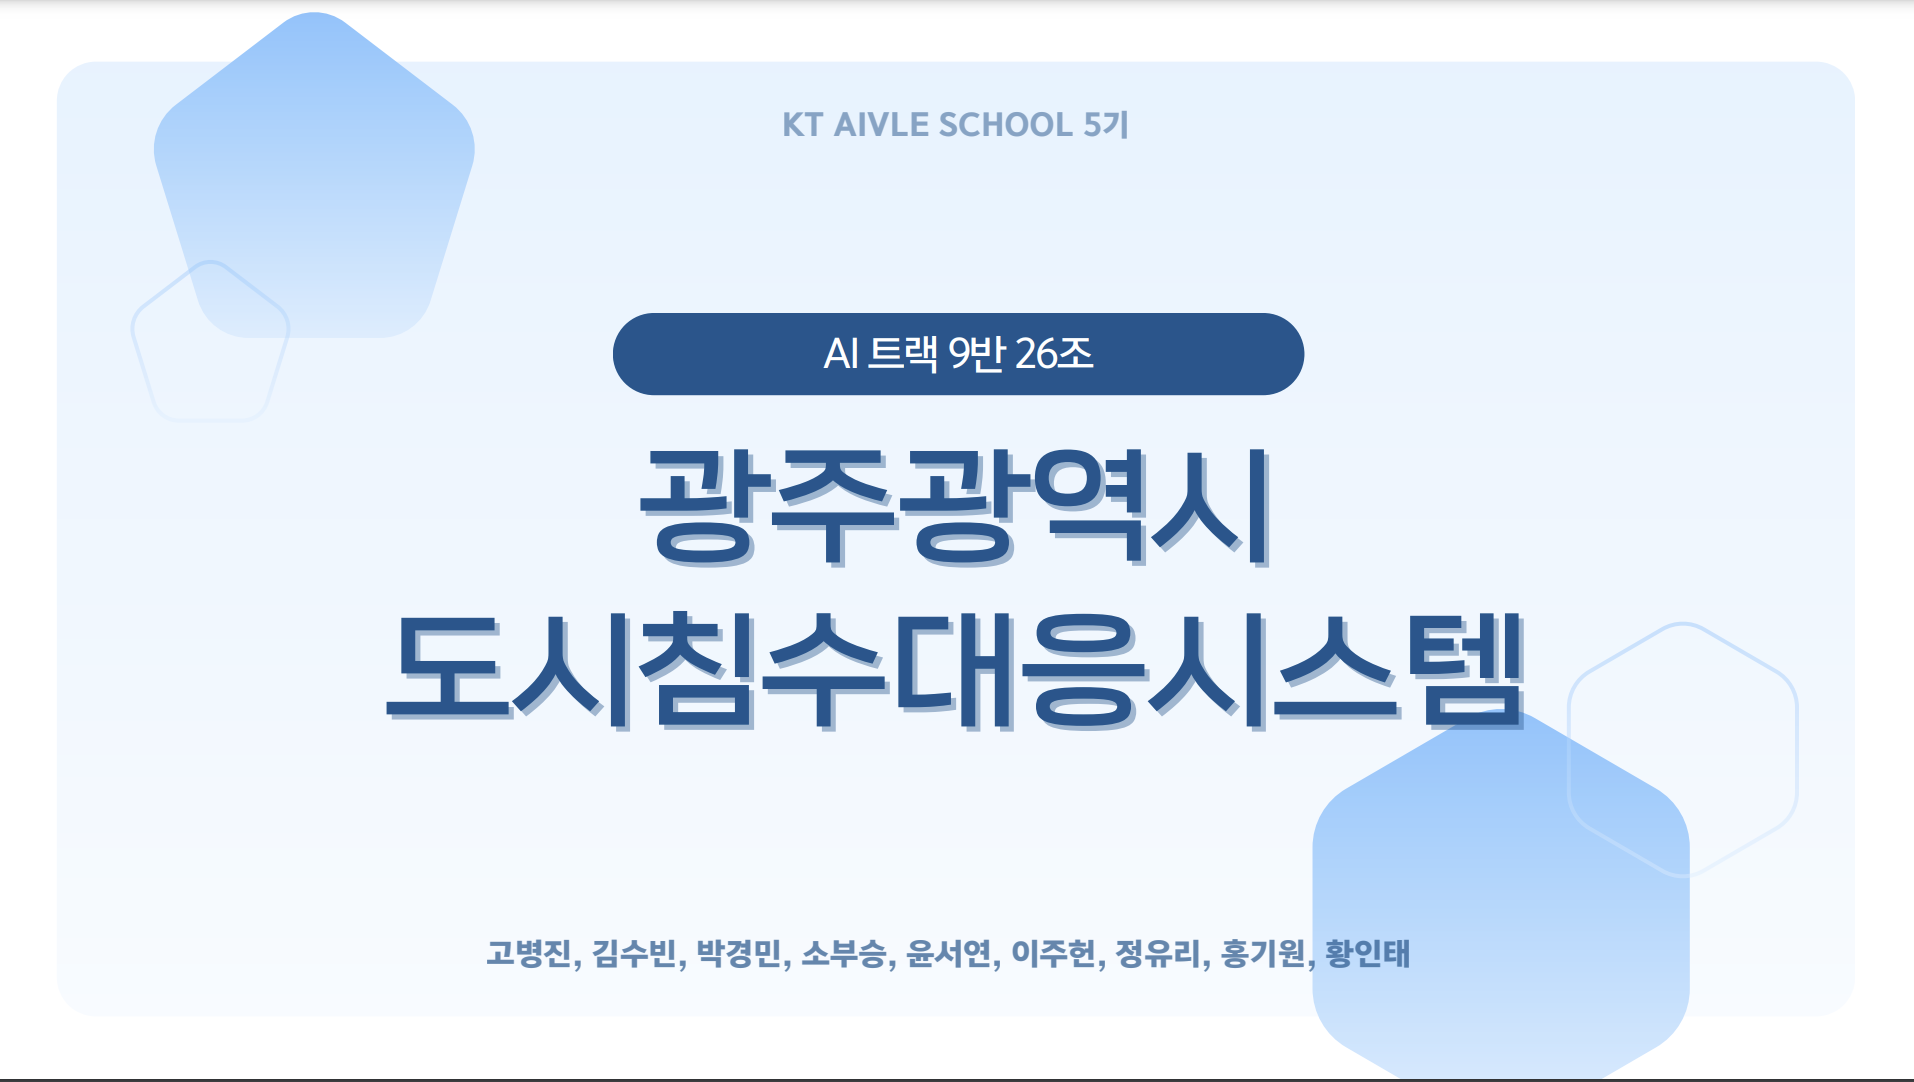 KT AIVLE SCHOOL 5기
AI 트랙 9반 26조
광주광역시
도시침수대응시스템
고병진, 김수빈, 박경민, 소부승, 윤서연, 이주헌, 정유리, 홍기원, 황인태